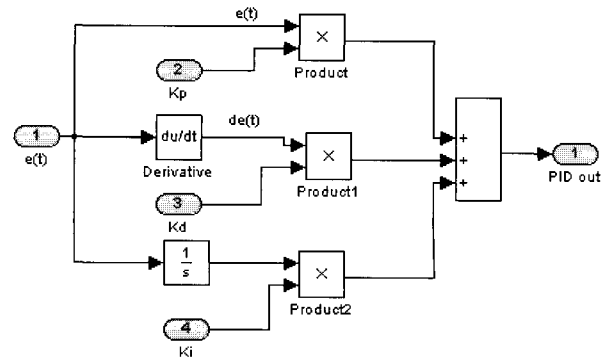 e(t)
×
Product
2
Kp
1
e(t)
du/dt
Derivative
de(t)
×
Product1
3
Kd
+
+
+
1
PID out
1
s
×
Product2
4
Ki